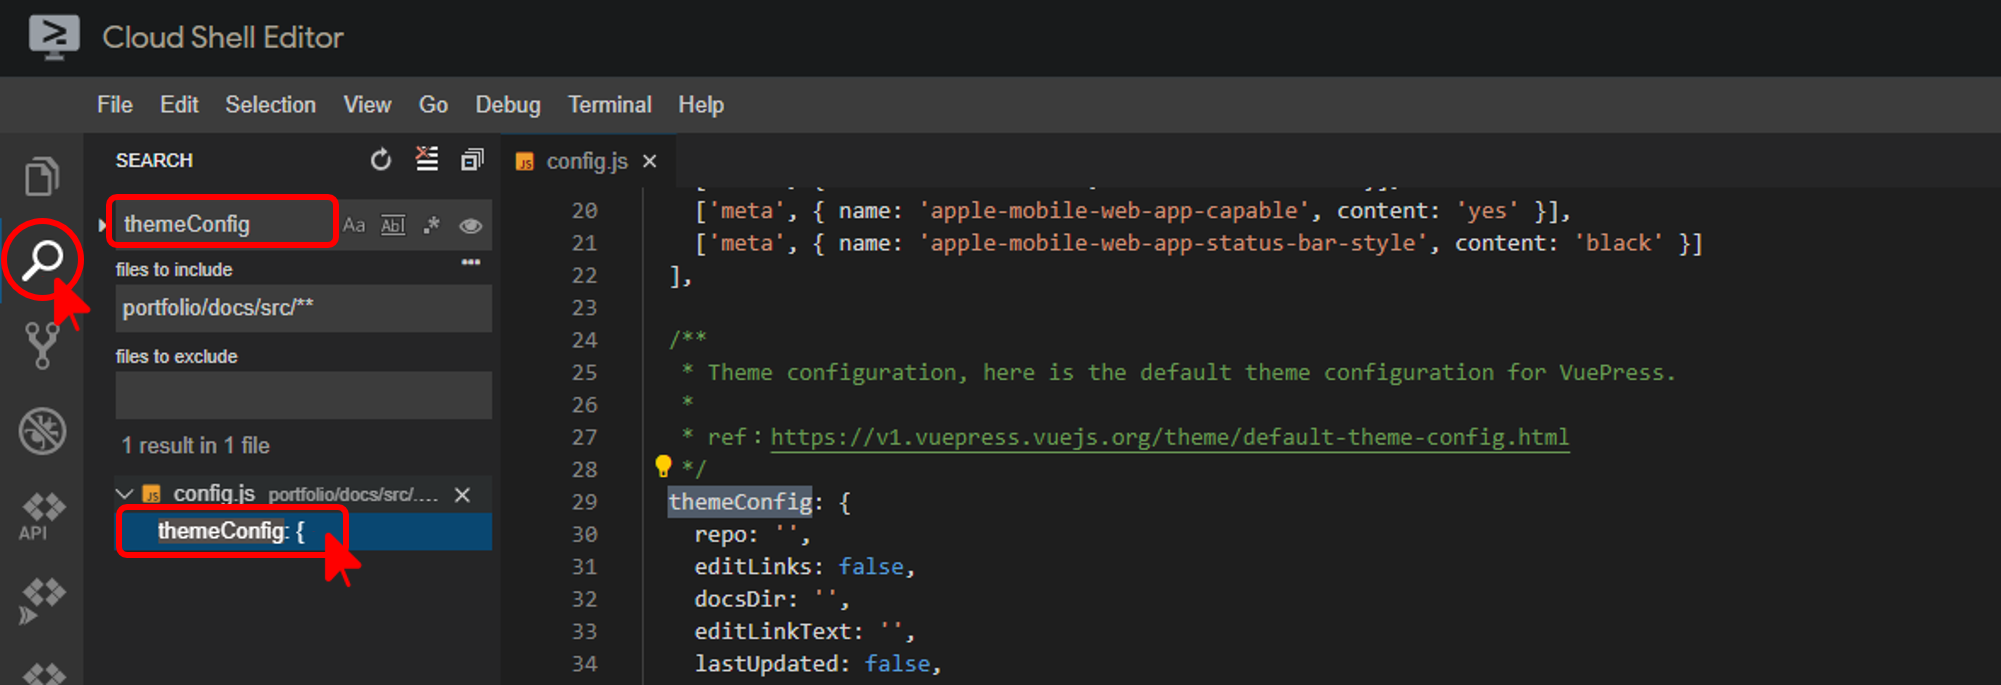 Cloud Shell Editor
File Edit Selection View Go Debug Terminal Help
SEARCH
themeConfig
Aa Abl .*
files to include
...
portfolio/docs/src/**
files to exclude
1 result in 1 file
JS config.js portfolio/docs/src/....
themeConfig: {
API
JS config.js
20 ['meta', { name: 'apple-mobile-web-app-capable', content: 'yes' }],
21 ['meta', { name: 'apple-mobile-web-app-status-bar-style', content: 'black' }]
22 ],
23
24 /**
25 * Theme configuration, here is the default theme configuration for VuePress.
26 *
27 * ref：https://v1.vuepress.vuejs.org/theme/default-theme-config.html
28 */
29 themeConfig: {
30 repo: '',
31 editLinks: false,
32 docsDir: '',
33 editLinkText: '',
34 lastUpdated: false,